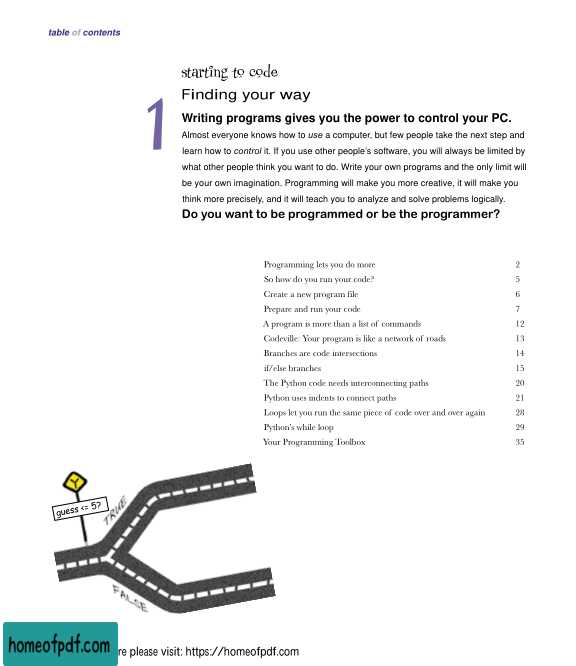 table of contents
starting to code
1
Finding your way
Writing programs gives you the power to control your PC.
Almost everyone knows how to use a computer, but few people take the next step and
learn how to control it. If you use other people's software, you will always be limited by
what other people think you want to do. Write your own programs and the only limit will
be your own imagination. Programming will make you more creative, it will make you
think more precisely, and it will teach you to analyze and solve problems logically.
Do you want to be programmed or be the programmer?
Programming lets you do more 2
So how do you run your code? 5
Create a new program file 6
Prepare and run your code 7
A program is more than a list of commands 12
Codeville: Your program is like a network of roads 13
Branches are code intersections 14
if/else branches 15
The Python code needs interconnecting paths 20
Python uses indents to connect paths 21
Loops let you run the same piece of code over and over again 28
Python's while loop 29
Your Programming Toolbox 35
guess <= 5?
TRUE
FALSE
homeofpdf.com
re please visit: https://homeofpdf.com